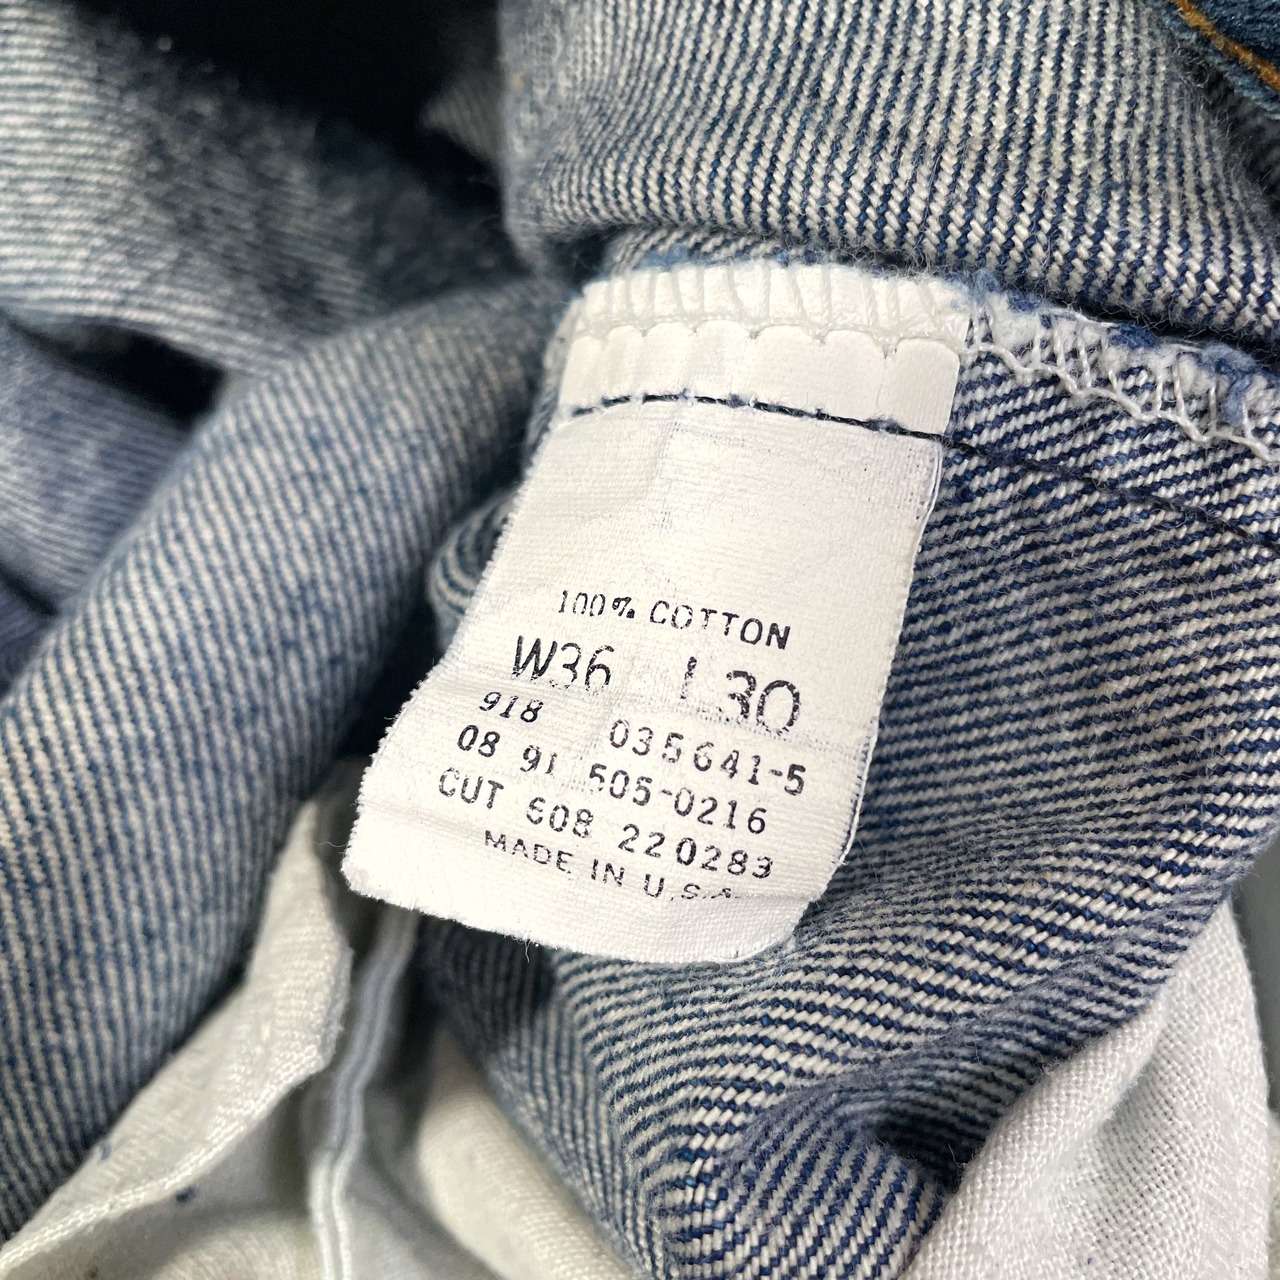 100% COTTON
W36 L30
918 035641-5
08 91 505-0216
CUT 608 220283
MADE IN U.S.A.